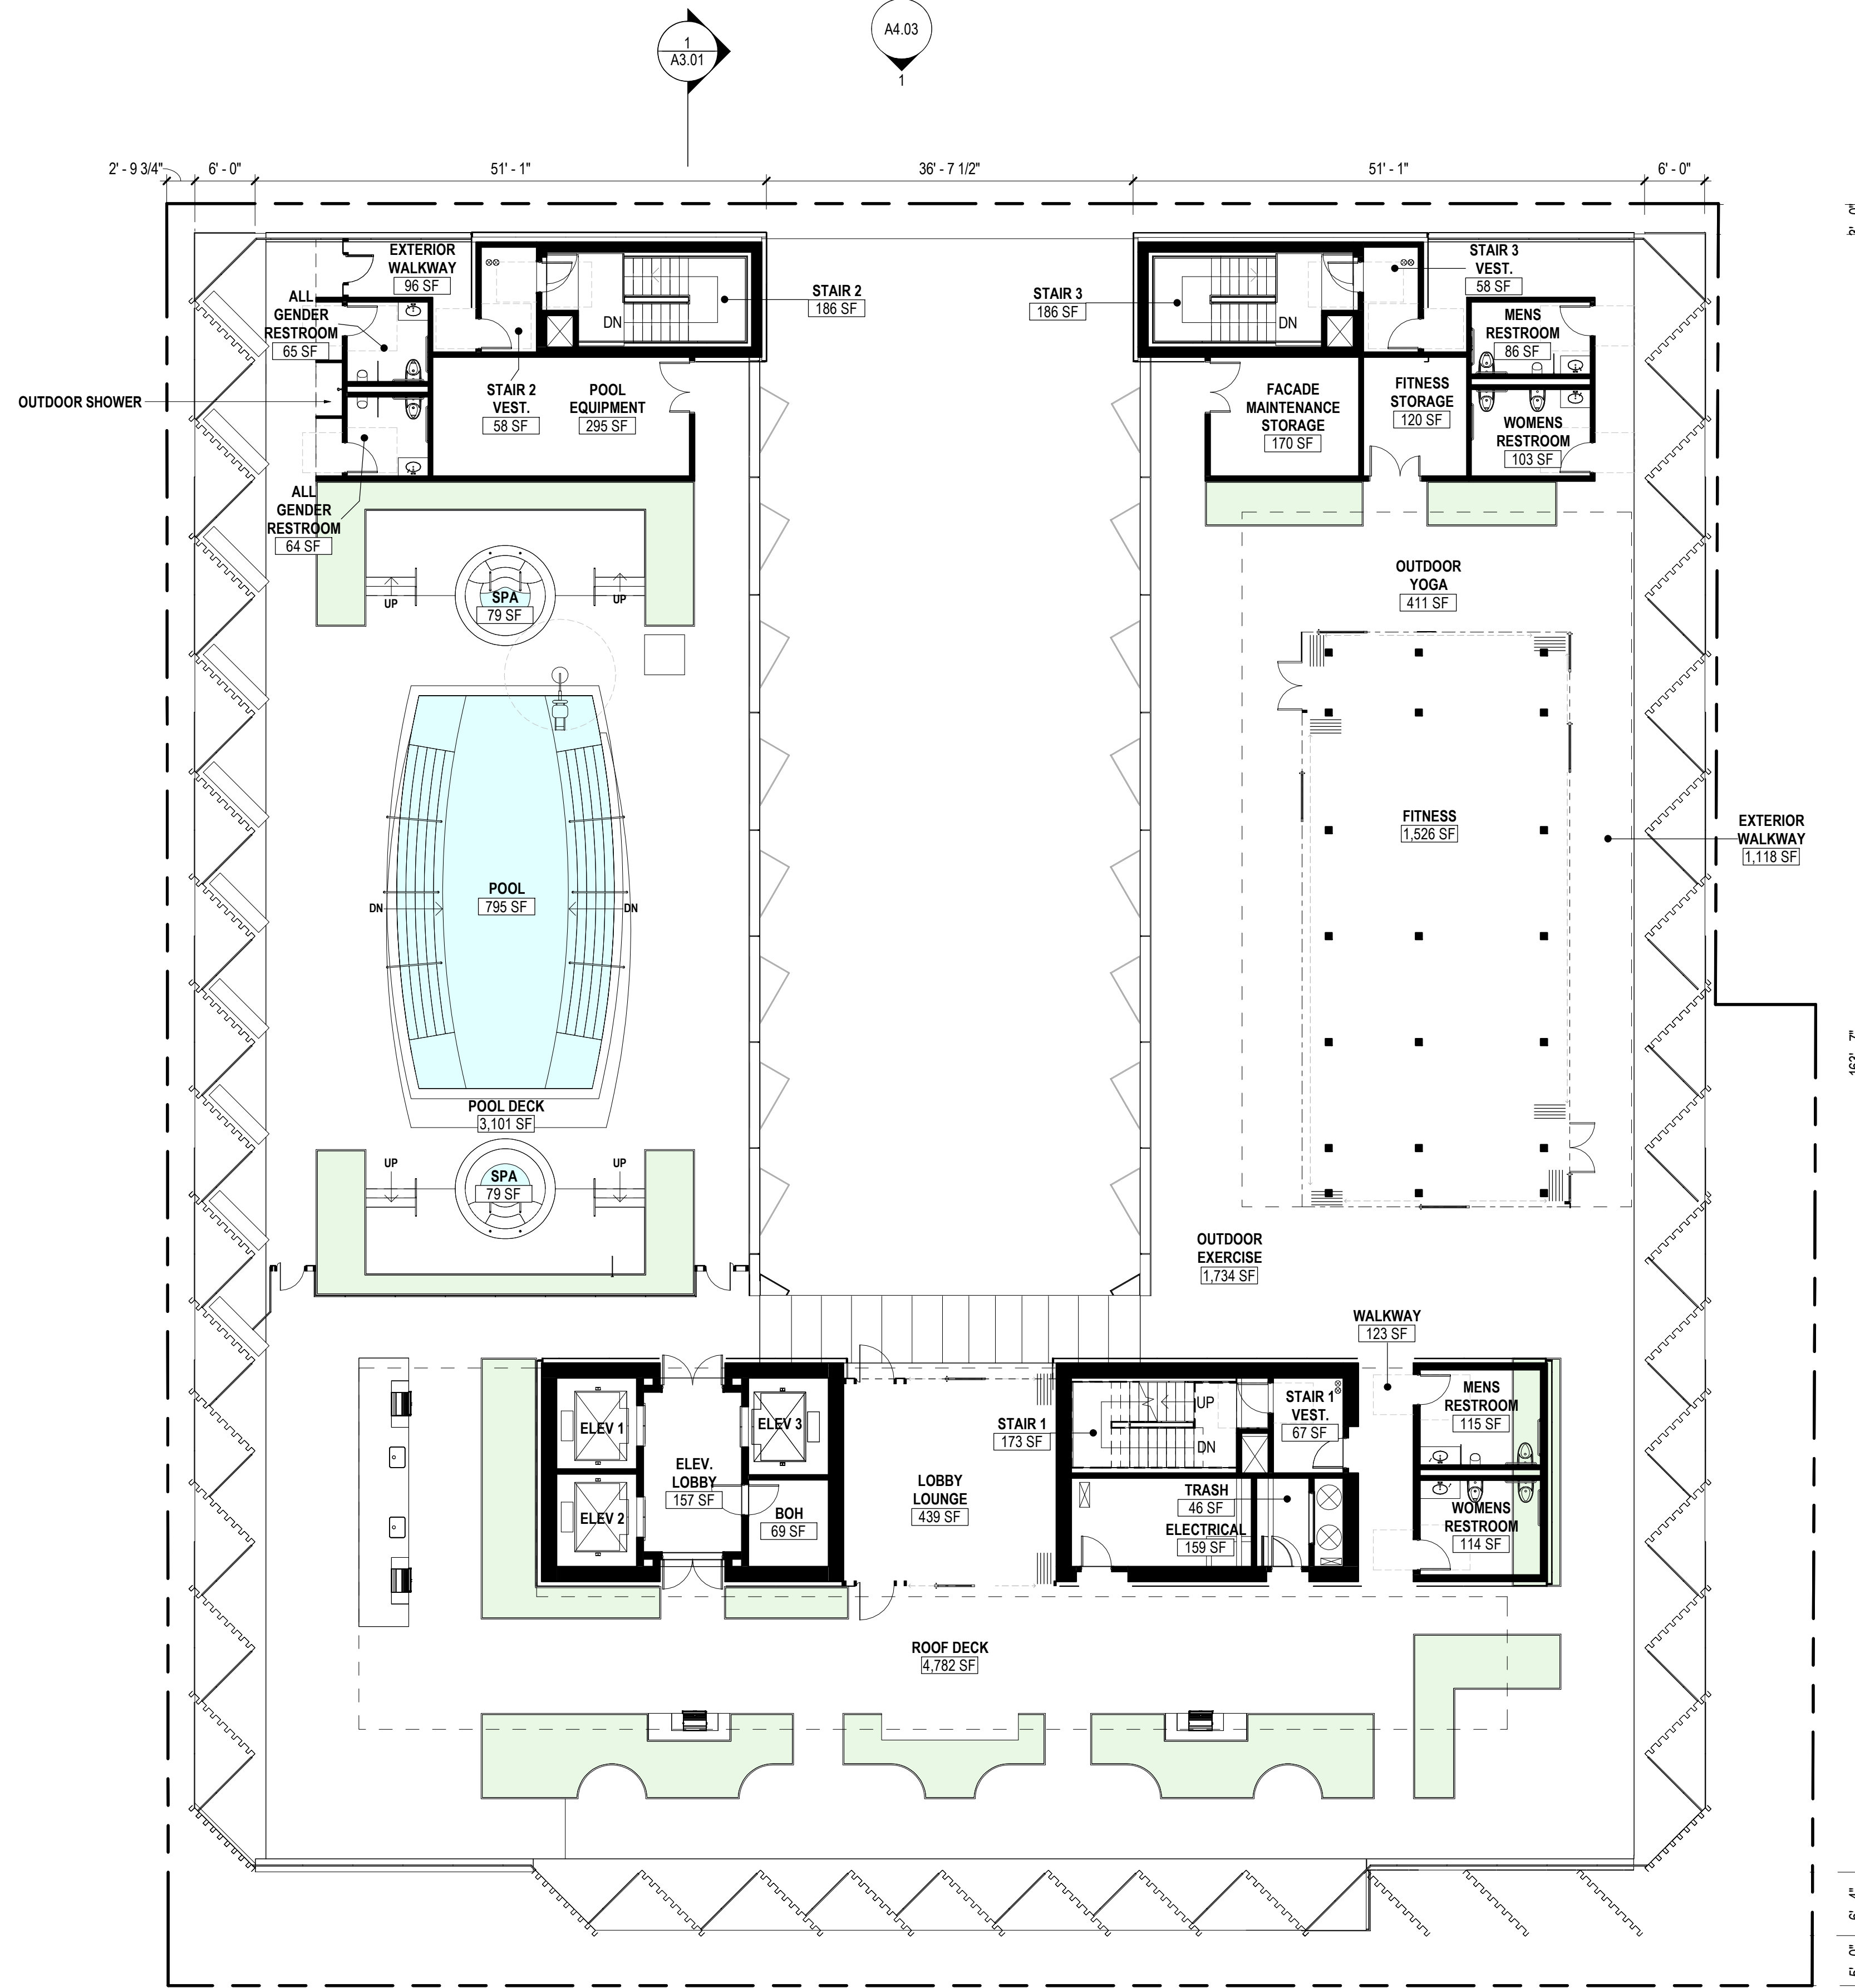 1
A3.01
A4.03
1
2' - 9 3/4"
6' - 0"
51' - 1"
36' - 7 1/2"
51' - 1"
6' - 0"
2' 0"
EXTERIOR
WALKWAY
96 SF
ALL
GENDER
RESTROOM
65 SF
OUTDOOR SHOWER
ALL
GENDER
RESTROOM
64 SF
STAIR 2
VEST.
58 SF
POOL
EQUIPMENT
295 SF
DN
STAIR 2
186 SF
STAIR 3
186 SF
DN
STAIR 3
VEST.
58 SF
MENS
RESTROOM
86 SF
FACADE
MAINTENANCE
STORAGE
170 SF
FITNESS
STORAGE
120 SF
WOMENS
RESTROOM
103 SF
UP
SPA
79 SF
UP
OUTDOOR
YOGA
411 SF
FITNESS
1,526 SF
EXTERIOR
WALKWAY
1,118 SF
POOL
795 SF
DN
DN
163' 7"
POOL DECK
3,101 SF
UP
SPA
79 SF
UP
OUTDOOR
EXERCISE
1,734 SF
WALKWAY
123 SF
ELEV 1
ELEV 2
ELEV 3
ELEV.
LOBBY
157 SF
BOH
69 SF
LOBBY
LOUNGE
439 SF
STAIR 1
173 SF
UP
DN
STAIR 1
VEST.
67 SF
TRASH
46 SF
ELECTRICAL
159 SF
MENS
RESTROOM
115 SF
WOMENS
RESTROOM
114 SF
ROOF DECK
4,782 SF
6' 4"
5' 0"